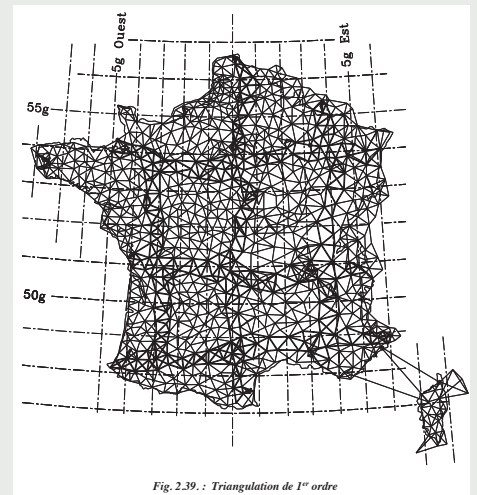 5g Ouest
5g Est
55g
50g
Fig. 2.39. : Triangulation de 1er ordre